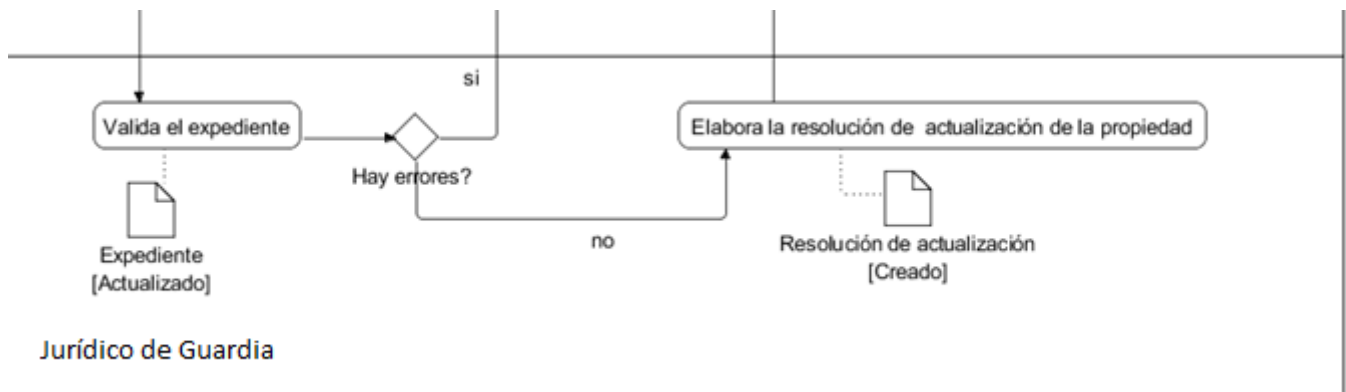 si
Valida el expediente
Elabora la resolución de actualización de la propiedad
Hay errores?
no
Expediente
[Actualizado]
Resolución de actualización
[Creado]
Jurídico de Guardia